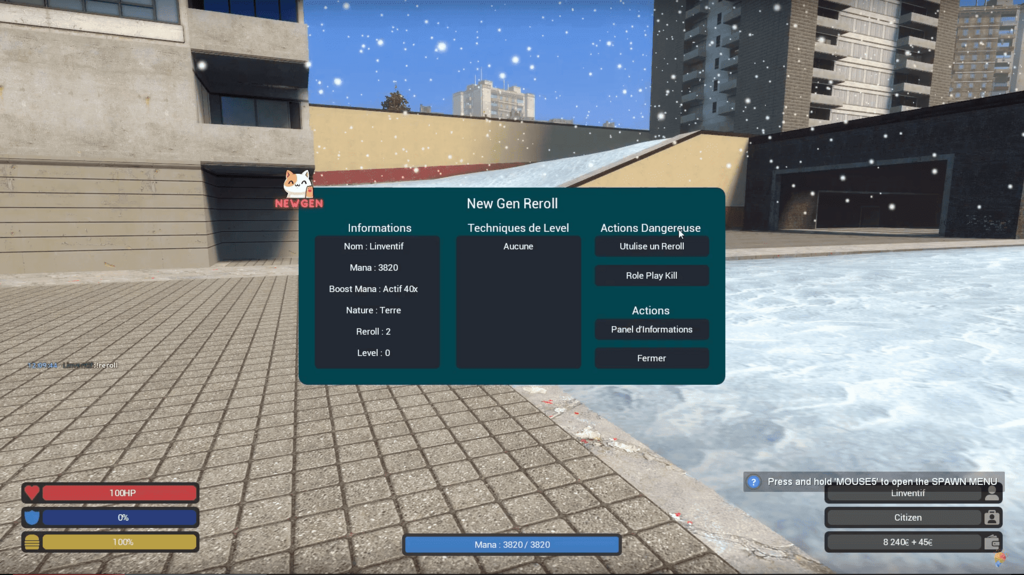 NEWGEN
New Gen Reroll
Informations
Nom : Linventif
Mana : 3820
Boost Mana : Actif 40x
Nature : Terre
Reroll : 2
Level : 0
Techniques de Level
Aucune
Actions Dangereuse
Utulise un Reroll
Role Play Kill
Actions
Panel d'Informations
Fermer
100HP
0%
100%
Mana : 3820 / 3820
Press and hold 'MOUSE5' to open the SPAWN MENU
Linventif
Citizen
8 240€ + 45€